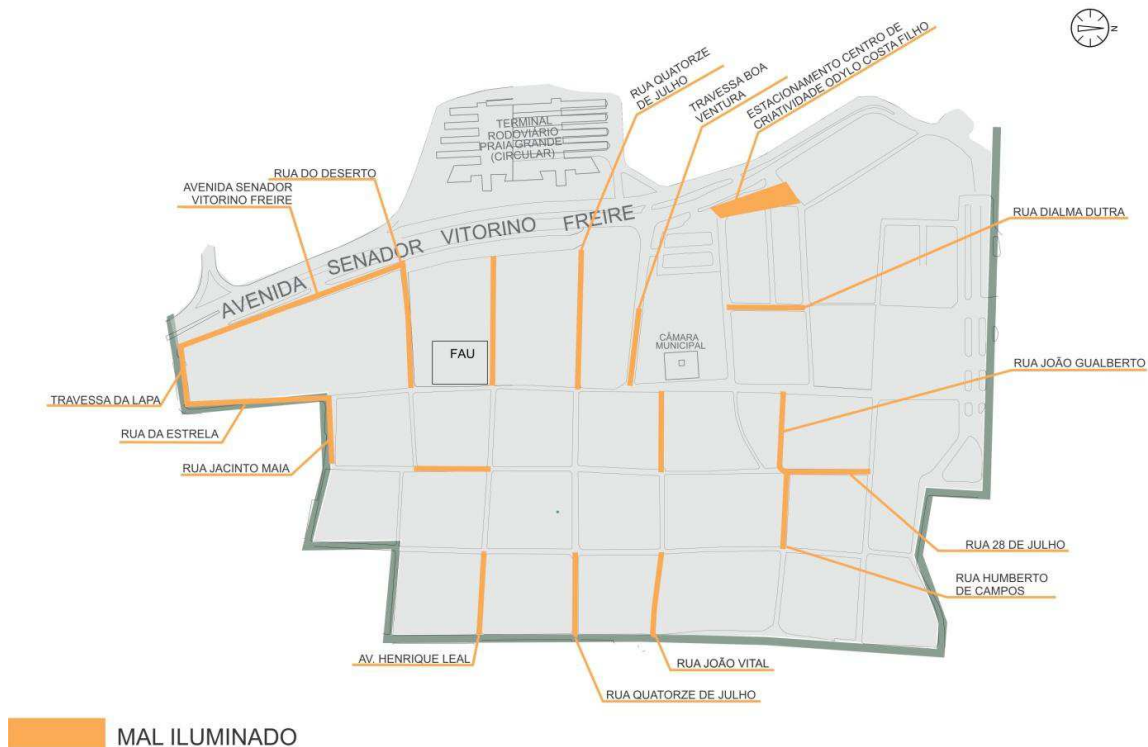 N
RUA QUATORZE
DE JULHO
TRAVESSA BOA
VENTURA
ESTACIONAMENTO CENTRO DE
CRIATIVIDADE ODYLO COSTA FILHO
TERMINAL
RODOVIÁRIO
PRAIA GRANDE
(CIRCULAR)
RUA DO DESERTO
AVENIDA SENADOR
VITORINO FREIRE
RUA DIALMA DUTRA
AVENIDA SENADOR VITORINO FREIRE
CÂMARA
MUNICIPAL
FAU
RUA JOÃO GUALBERTO
TRAVESSA DA LAPA
RUA DA ESTRELA
RUA JACINTO MAIA
RUA 28 DE JULHO
RUA HUMBERTO
DE CAMPOS
AV. HENRIQUE LEAL
RUA JOÃO VITAL
RUA QUATORZE DE JULHO
MAL ILUMINADO